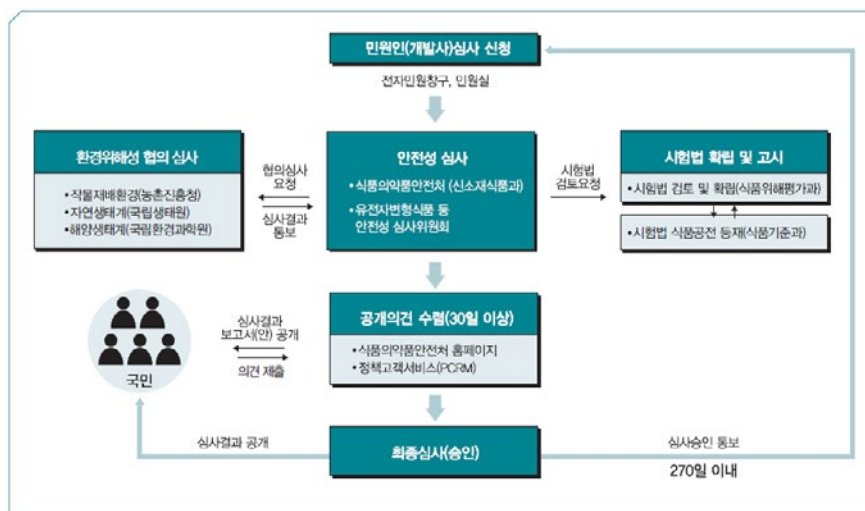 민원인(개발사)심사 신청
전자민원창구, 민원실
환경위해성 협의 심사
•작물재배환경(농촌진흥청)
•자연생태계(국립생태원)
•해양생태계(국립환경과학원)
협의심사
요청
심사결과
통보
안전성 심사
•식품의약품안전처 (신소재식품과)
•유전자변형식품 등
안전성 심사위원회
시험법
검토요청
시험법 확립 및 고시
•시험법 검토 및 확립(식품위해평가과)
•시험법 식품공전 등재(식품기준과)
국민
심사결과
보고서(안) 공개
의견 제출
공개의견 수렴(30일 이상)
•식품의약품안전처 홈페이지
•정책고객서비스(PCRM)
심사결과 공개
최종심사(승인)
심사승인 통보
270일 이내